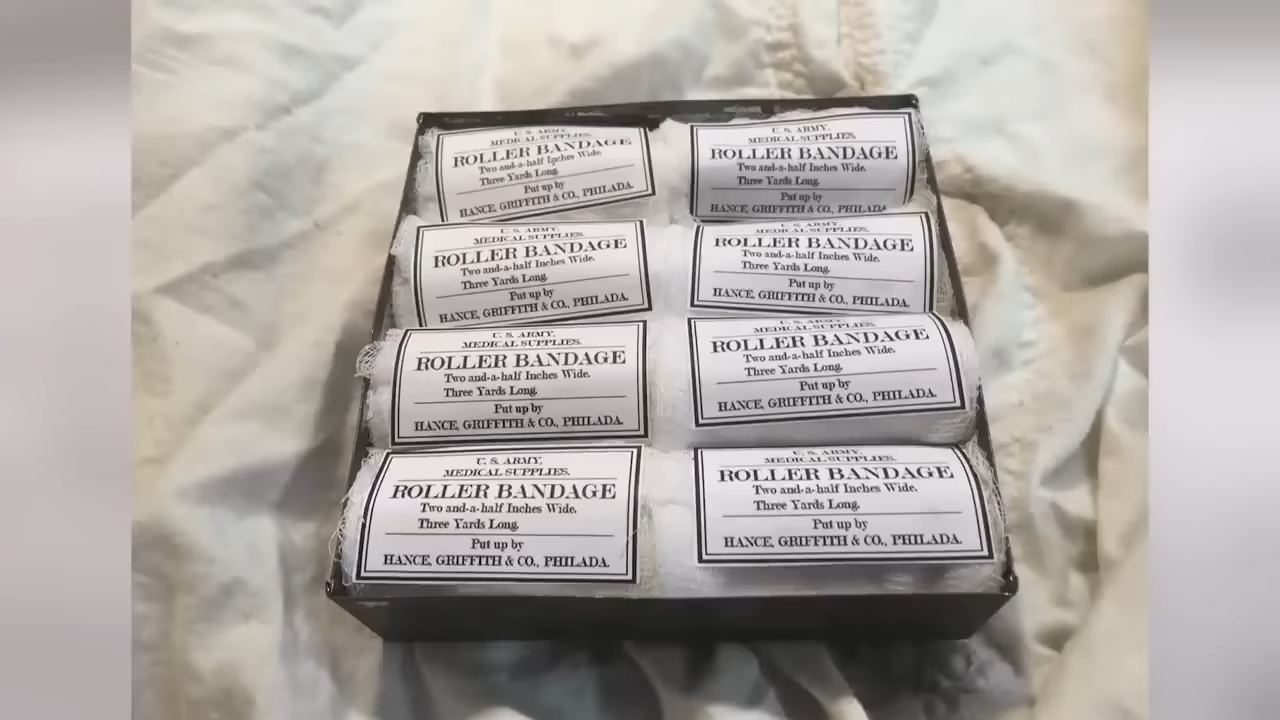 U. S. ARMY,
MEDICAL SUPPLIES.
ROLLER BANDAGE
Two and-a-half Inches Wide.
Three Yards Long.
Put up by
HANCE, GRIFFITH & CO., PHILADA.
U. S. ARMY,
MEDICAL SUPPLIES.
ROLLER BANDAGE
Two and-a-half Inches Wide.
Three Yards Long.
Put up by
HANCE, GRIFFITH & CO., PHILADA
U. S. ARMY,
MEDICAL SUPPLIES.
ROLLER BANDAGE
Two and-a-half Inches Wide.
Three Yards Long.
Put up by
HANCE, GRIFFITH & CO., PHILADA.
U. S. ARMY,
MEDICAL SUPPLIES.
ROLLER BANDAGE
Two and-a-half Inches Wide.
Three Yards Long.
Put up by
HANCE, GRIFFITH & CO., PHILADA.
U. S. ARMY,
MEDICAL SUPPLIES.
ROLLER BANDAGE
Two and-a-half Inches Wide.
Three Yards Long.
Put up by
HANCE, GRIFFITH & CO., PHILADA.
U. S. ARMY,
MEDICAL SUPPLIES.
ROLLER BANDAGE
Two and-a-half Inches Wide.
Three Yards Long.
Put up by
HANCE, GRIFFITH & CO., PHILADA.
U. S. ARMY,
MEDICAL SUPPLIES.
ROLLER BANDAGE
Two and-a-half Inches Wide.
Three Yards Long.
Put up by
HANCE, GRIFFITH & CO., PHILADA.
U. S. ARMY,
MEDICAL SUPPLIES.
ROLLER BANDAGE
Two and-a-half Inches Wide.
Three Yards Long.
Put up by
HANCE, GRIFFITH & CO., PHILADA.